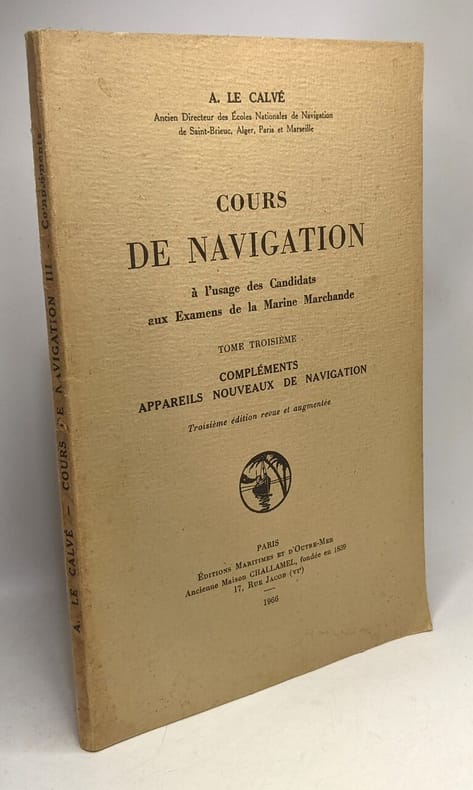 A. LE CALVÉ
Ancien Directeur des Écoles Nationales de Navigation
de Saint-Brieuc, Alger, Paris et Marseille
COURS
DE NAVIGATION
à l'usage des Candidats
aux Examens de la Marine Marchande
TOME TROISIÈME
COMPLÉMENTS
APPAREILS NOUVEAUX DE NAVIGATION
Troisième édition revue et augmentée
PARIS
ÉDITIONS MARITIMES ET D'OUTRE-MER
Ancienne Maison CHALLAMEL, fondée en 1839
17, RUE JACOB (VIᵉ)
1966
A. LE CALVÉ — COURS DE NAVIGATION III - Compléments